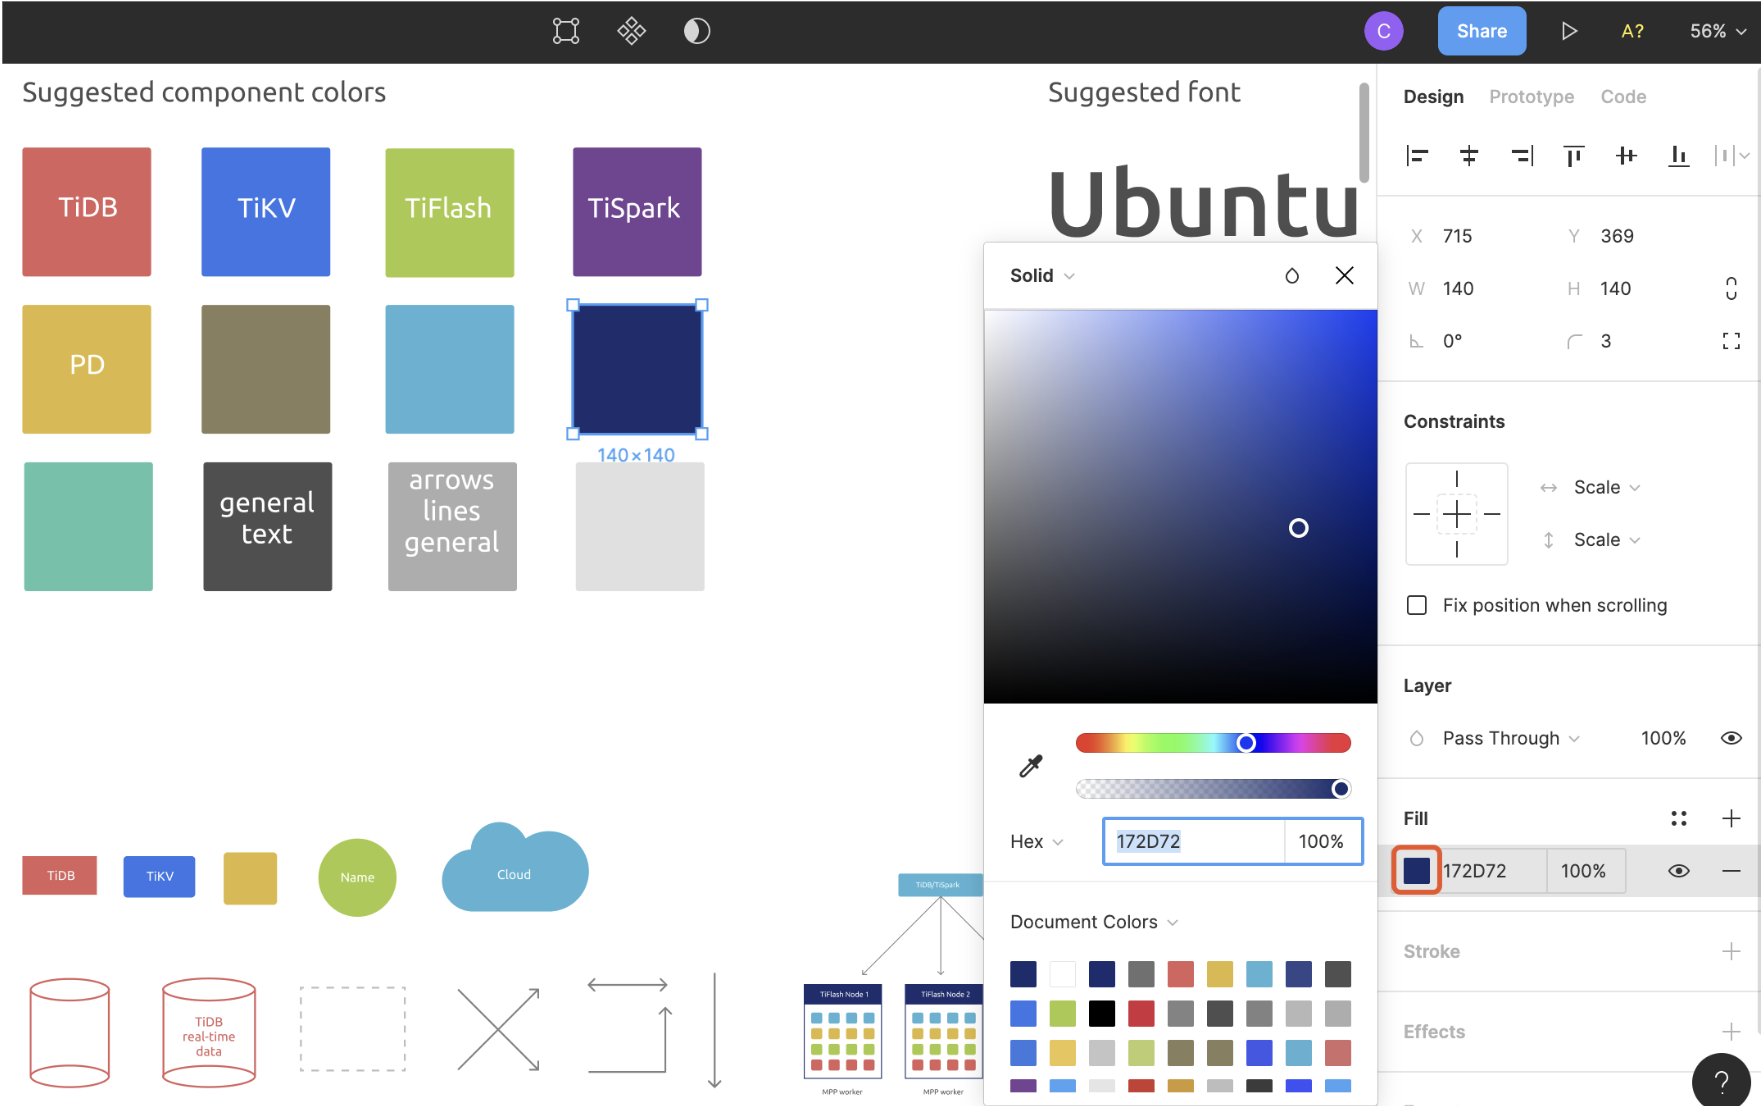 C
Share
A?
56%
Suggested component colors
Suggested font
Ubuntu
TiDB
TiKV
TiFlash
TiSpark
PD
140×140
general
text
arrows
lines
general
TiDB
TiKV
Name
Cloud
TiDB
real-time
data
TiDB/TiSpark
TiFlash Node 1
TiFlash Node 2
MPP worker
MPP worker
Solid
Hex
172D72
100%
Document Colors
Design
Prototype
Code
X 715
Y 369
W 140
H 140
0°
3
Constraints
Scale
Scale
Fix position when scrolling
Layer
Pass Through
100%
Fill
172D72
100%
Stroke
Effects
?